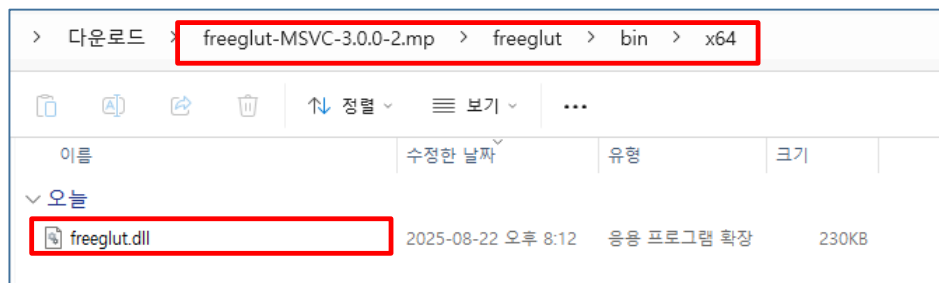 > 다운로드 > freeglut-MSVC-3.0.0-2.mp > freeglut > bin > x64
정렬 보기 ...
이름 수정한 날짜 유형 크기
오늘
freeglut.dll 2025-08-22 오후 8:12 응용 프로그램 확장 230KB